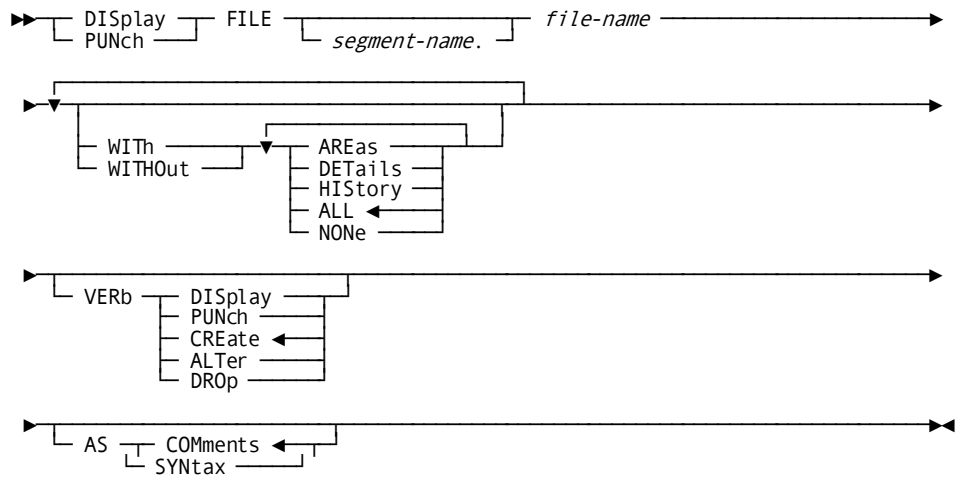 DISplay FILE file-name
PUNch segment-name.
WITh AREas
WITHOut DETails
HIStory
ALL
NONe
VERb DISplay
PUNch
CREate
ALTer
DROp
AS COMments
SYNtax